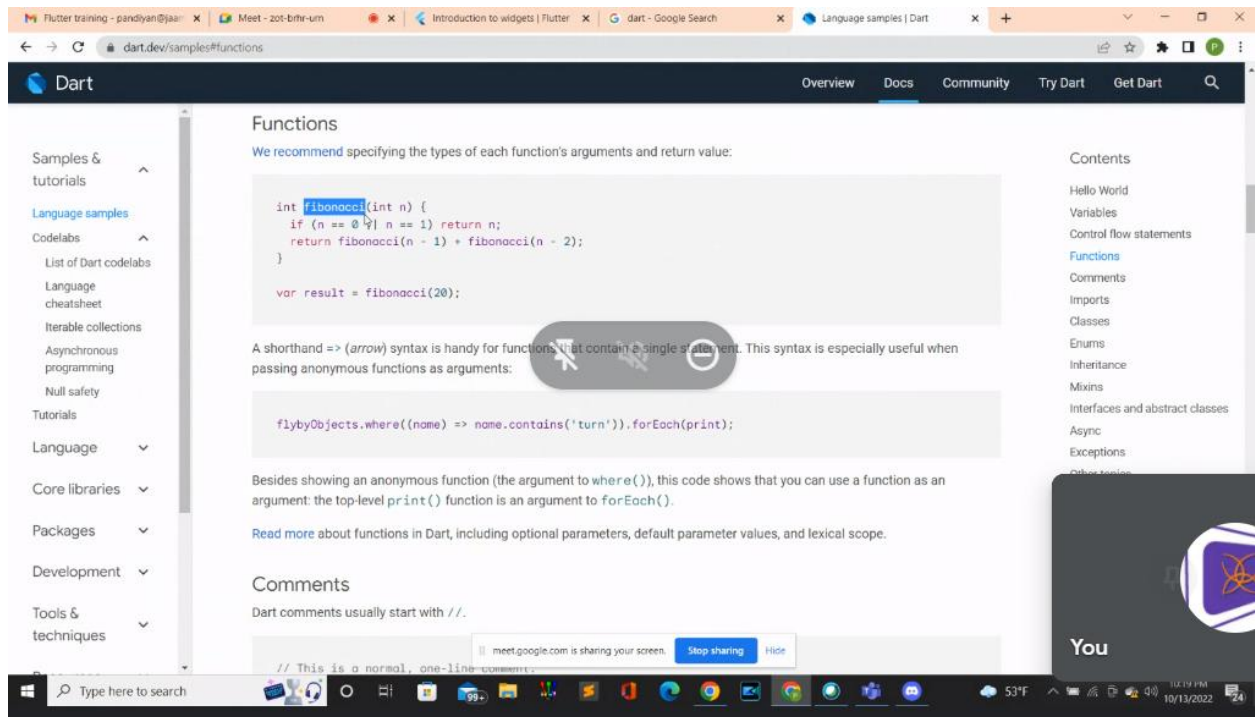 Flutter training - pandiyan@jaar
Meet - zot-brhr-urn
Introduction to widgets | Flutter
dart - Google Search
Language samples | Dart
dart.dev/samples#functions
P
Dart
Overview
Docs
Community
Try Dart
Get Dart
Samples &
tutorials
Language samples
Codelabs
List of Dart codelabs
Language
cheatsheet
Iterable collections
Asynchronous
programming
Null safety
Tutorials
Language
Core libraries
Packages
Development
Tools &
techniques
Functions
We recommend specifying the types of each function's arguments and return value:
int fibonacci(int n) {
if (n == 0 || n == 1) return n;
return fibonacci(n - 1) + fibonacci(n - 2);
}
var result = fibonacci(20);
A shorthand => (arrow) syntax is handy for functions that contain a single statement. This syntax is especially useful when
passing anonymous functions as arguments:
flybyObjects.where((name) => name.contains('turn')).forEach(print);
Besides showing an anonymous function (the argument to where()), this code shows that you can use a function as an
argument: the top-level print() function is an argument to forEach().
Read more about functions in Dart, including optional parameters, default parameter values, and lexical scope.
Comments
Dart comments usually start with //.
// This is a normal, one-line comment.
Contents
Hello World
Variables
Control flow statements
Functions
Comments
Imports
Classes
Enums
Inheritance
Mixins
Interfaces and abstract classes
Async
Exceptions
Other topics
You
meet.google.com is sharing your screen.
Stop sharing
Hide
Type here to search
99+
53°F
10:19 PM
10/13/2022
24